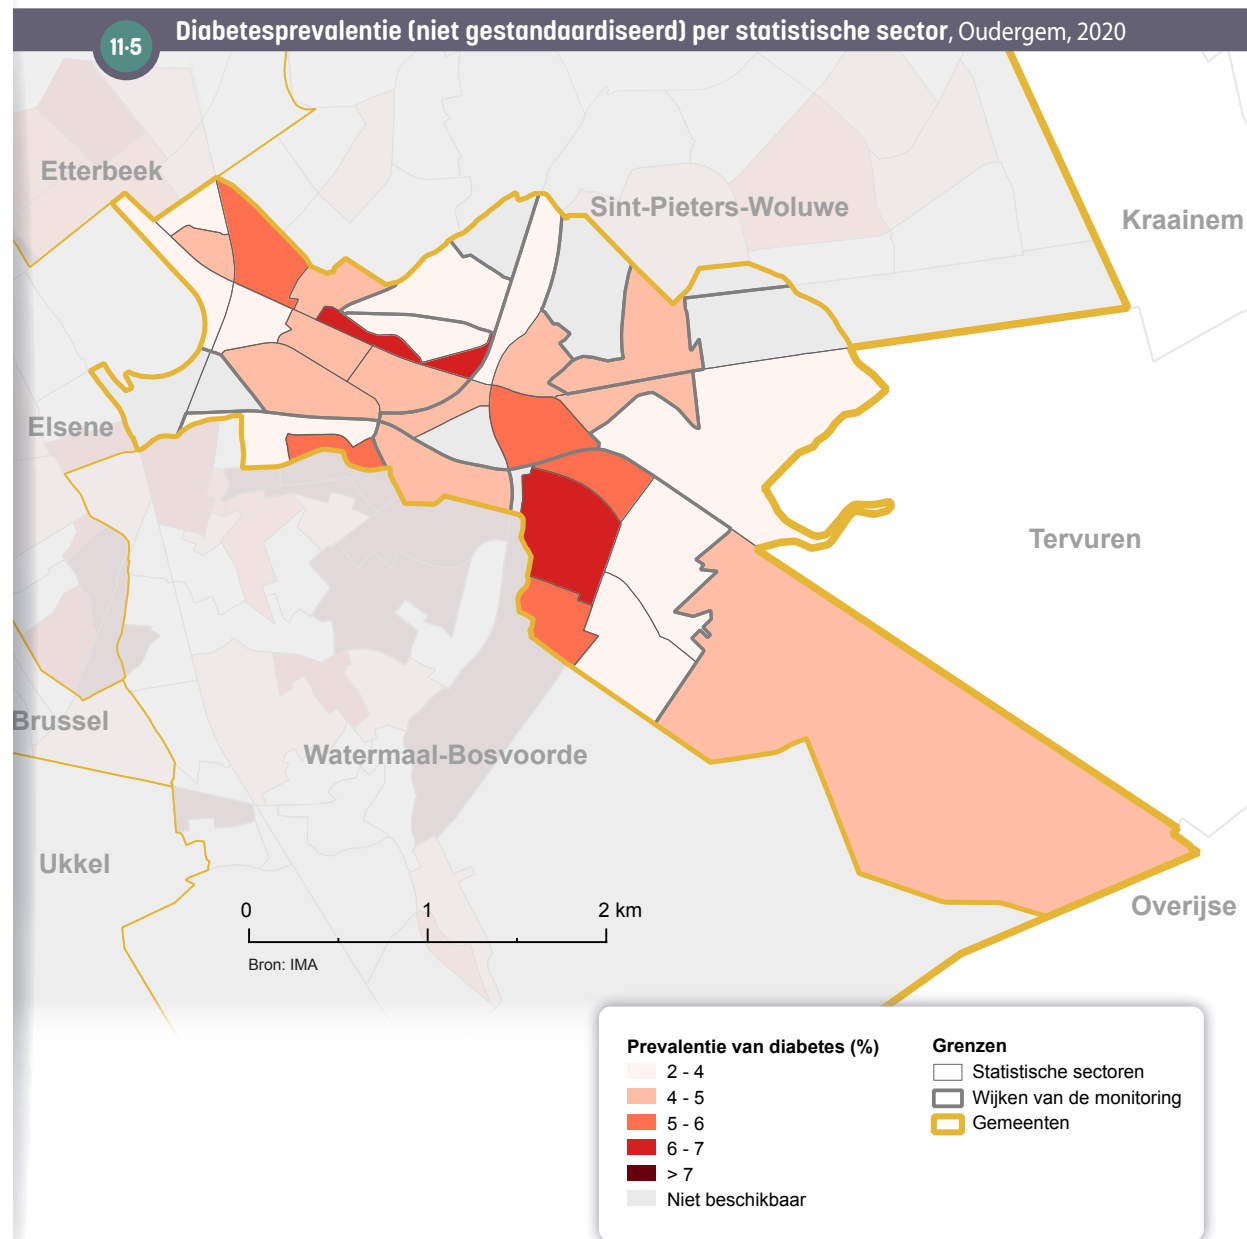 11·5
Diabetesprevalentie (niet gestandaardiseerd) per statistische sector, Oudergem, 2020
Etterbeek
Sint-Pieters-Woluwe
Kraainem
Elsene
Tervuren
Brussel
Watermaal-Bosvoorde
Ukkel
Overijse
0 1 2 km
Bron: IMA
Prevalentie van diabetes (%)
2 - 4
4 - 5
5 - 6
6 - 7
> 7
Niet beschikbaar
Grenzen
Statistische sectoren
Wijken van de monitoring
Gemeenten